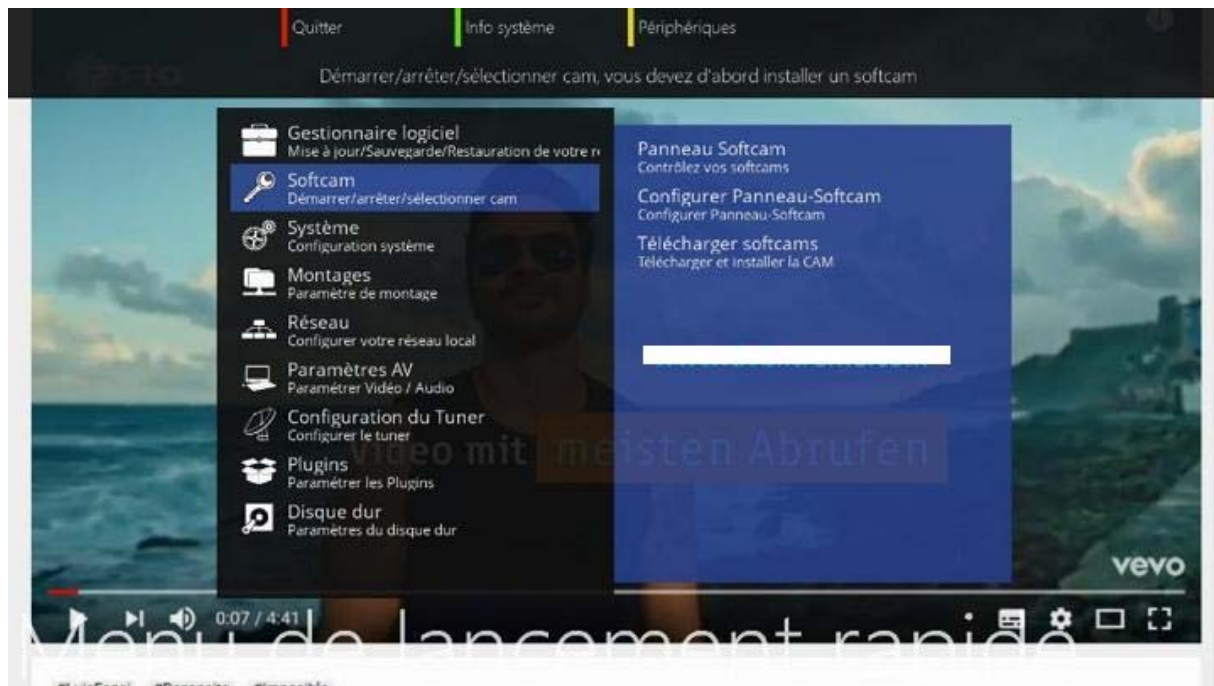 Quitter
Info système
Périphériques
Démarrer/arrêter/sélectionner cam, vous devez d'abord installer un softcam
Gestionnaire logiciel
Mise à jour/Sauvegarde/Restauration de votre r
Softcam
Démarrer/arrêter/sélectionner cam
Système
Configuration système
Montages
Paramètre de montage
Réseau
Configurer votre réseau local
Paramètres AV
Paramétrer Vidéo / Audio
Configuration du Tuner
Configurer le tuner
Plugins
Paramétrer les Plugins
Disque dur
Paramètres du disque dur
Panneau Softcam
Contrôlez vos softcams
Configurer Panneau-Softcam
Configurer Panneau-Softcam
Télécharger softcams
Télécharger et installer la CAM
Video mit meisten Abrufen
vevo
0:07 / 4:41
Menu de lancement rapide